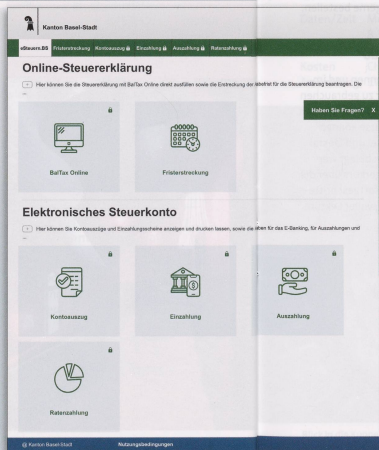 Kanton Basel-Stadt
eSteuern.BS Fristerstreckung Kontoauszug Einzahlung Auszahlung Ratenzahlung
Online-Steuererklärung
Hier können Sie die Steuererklärung mit BalTax Online direkt ausfüllen sowie die Erstreckung der frist für die Steuererklärung beantragen. Die
...
Haben Sie Fragen? X
BalTax Online
Fristerstreckung
Elektronisches Steuerkonto
Hier können Sie Kontoauszüge und Einzahlungsscheine anzeigen und drucken lassen, sowie die für das E-Banking, für Auszahlungen und
...
Kontoauszug
Einzahlung
Auszahlung
Ratenzahlung
@ Kanton Basel-Stadt Nutzungsbedingungen